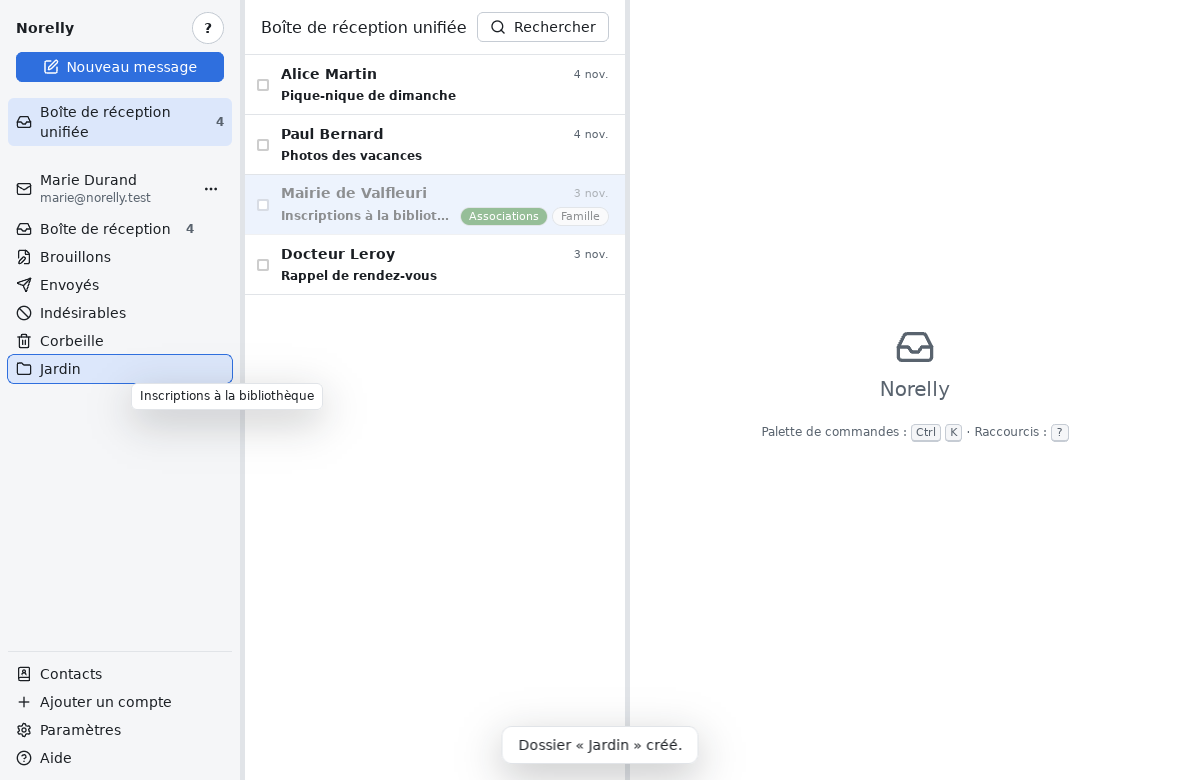 Norelly
?
Nouveau message
Boîte de réception
unifiée
4
Marie Durand
marie@norelly.test
Boîte de réception 4
Brouillons
Envoyés
Indésirables
Corbeille
Jardin
Inscriptions à la bibliothèque
Contacts
Ajouter un compte
Paramètres
Aide
Boîte de réception unifiée
Rechercher
Alice Martin 4 nov.
Pique-nique de dimanche
Paul Bernard 4 nov.
Photos des vacances
Mairie de Valfleuri 3 nov.
Inscriptions à la bibliot… Associations Famille
Docteur Leroy 3 nov.
Rappel de rendez-vous
Norelly
Palette de commandes : Ctrl K · Raccourcis : ?
Dossier « Jardin » créé.